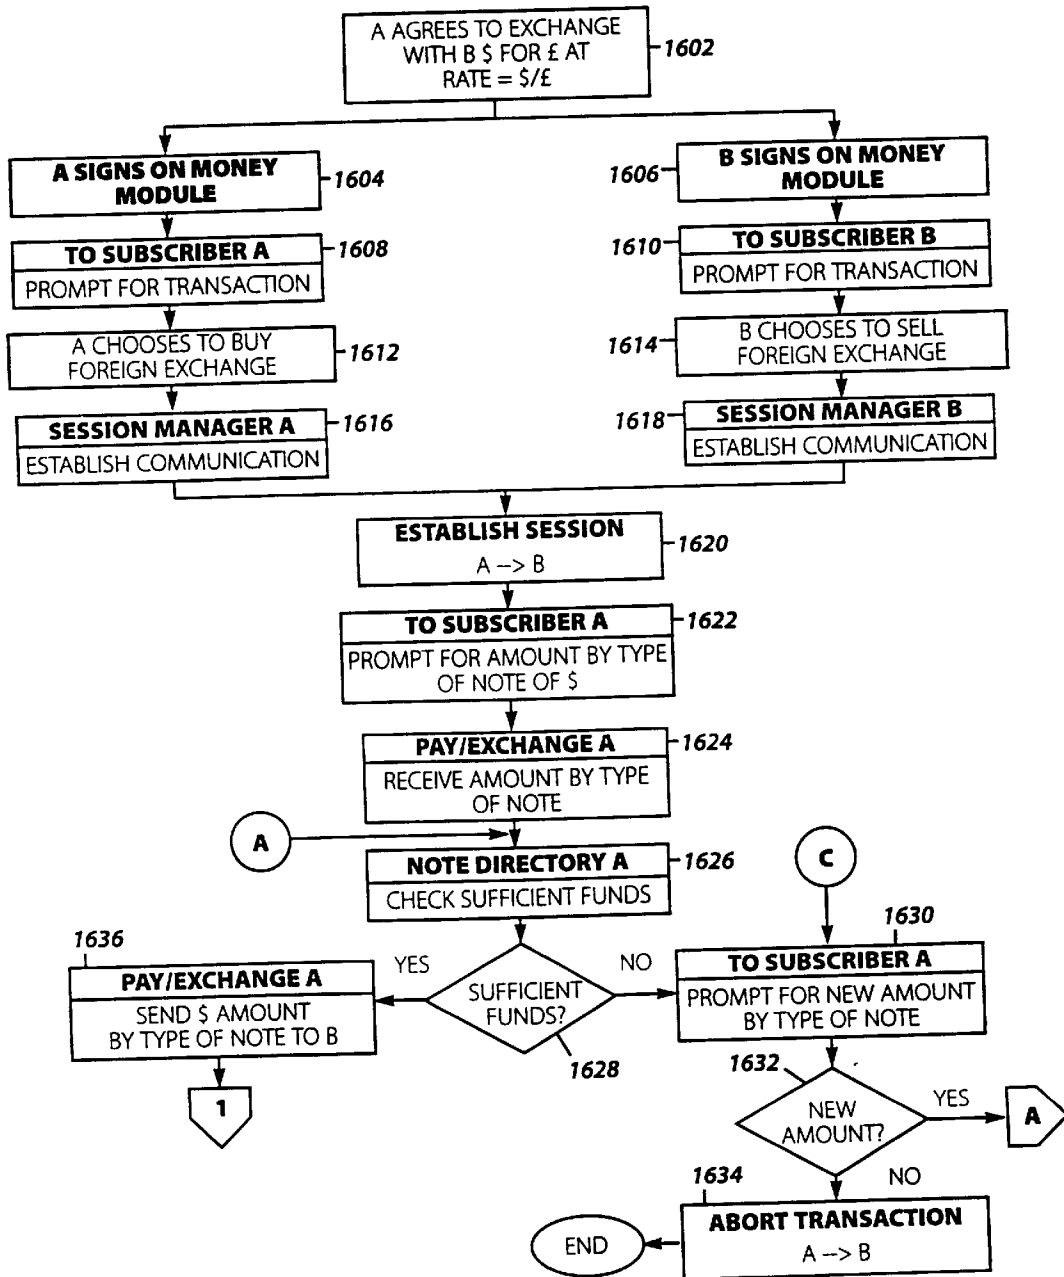 A AGREES TO EXCHANGE
WITH B $ FOR £ AT
RATE = $/£
1602
A SIGNS ON MONEY
MODULE
1604
1606
B SIGNS ON MONEY
MODULE
TO SUBSCRIBER A
1608
PROMPT FOR TRANSACTION
1610
TO SUBSCRIBER B
PROMPT FOR TRANSACTION
A CHOOSES TO BUY
FOREIGN EXCHANGE
1612
1614
B CHOOSES TO SELL
FOREIGN EXCHANGE
SESSION MANAGER A
1616
ESTABLISH COMMUNICATION
1618
SESSION MANAGER B
ESTABLISH COMMUNICATION
ESTABLISH SESSION
A --> B
1620
TO SUBSCRIBER A
1622
PROMPT FOR AMOUNT BY TYPE
OF NOTE OF $
PAY/EXCHANGE A
1624
RECEIVE AMOUNT BY TYPE
OF NOTE
A
NOTE DIRECTORY A
1626
CHECK SUFFICIENT FUNDS
C
1636
PAY/EXCHANGE A
SEND $ AMOUNT
BY TYPE OF NOTE TO B
YES
SUFFICIENT
FUNDS?
NO
1628
1630
TO SUBSCRIBER A
PROMPT FOR NEW AMOUNT
BY TYPE OF NOTE
1
1632
NEW
AMOUNT?
YES
A
NO
1634
ABORT TRANSACTION
A --> B
END